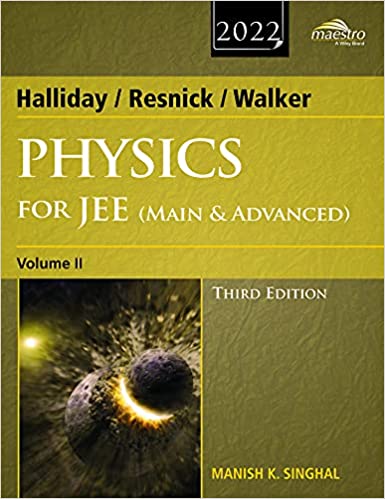 2022
maestro
A Wiley Brand
Halliday / Resnick / Walker
PHYSICS
FOR JEE (MAIN & ADVANCED)
Volume II
THIRD EDITION
MANISH K. SINGHAL